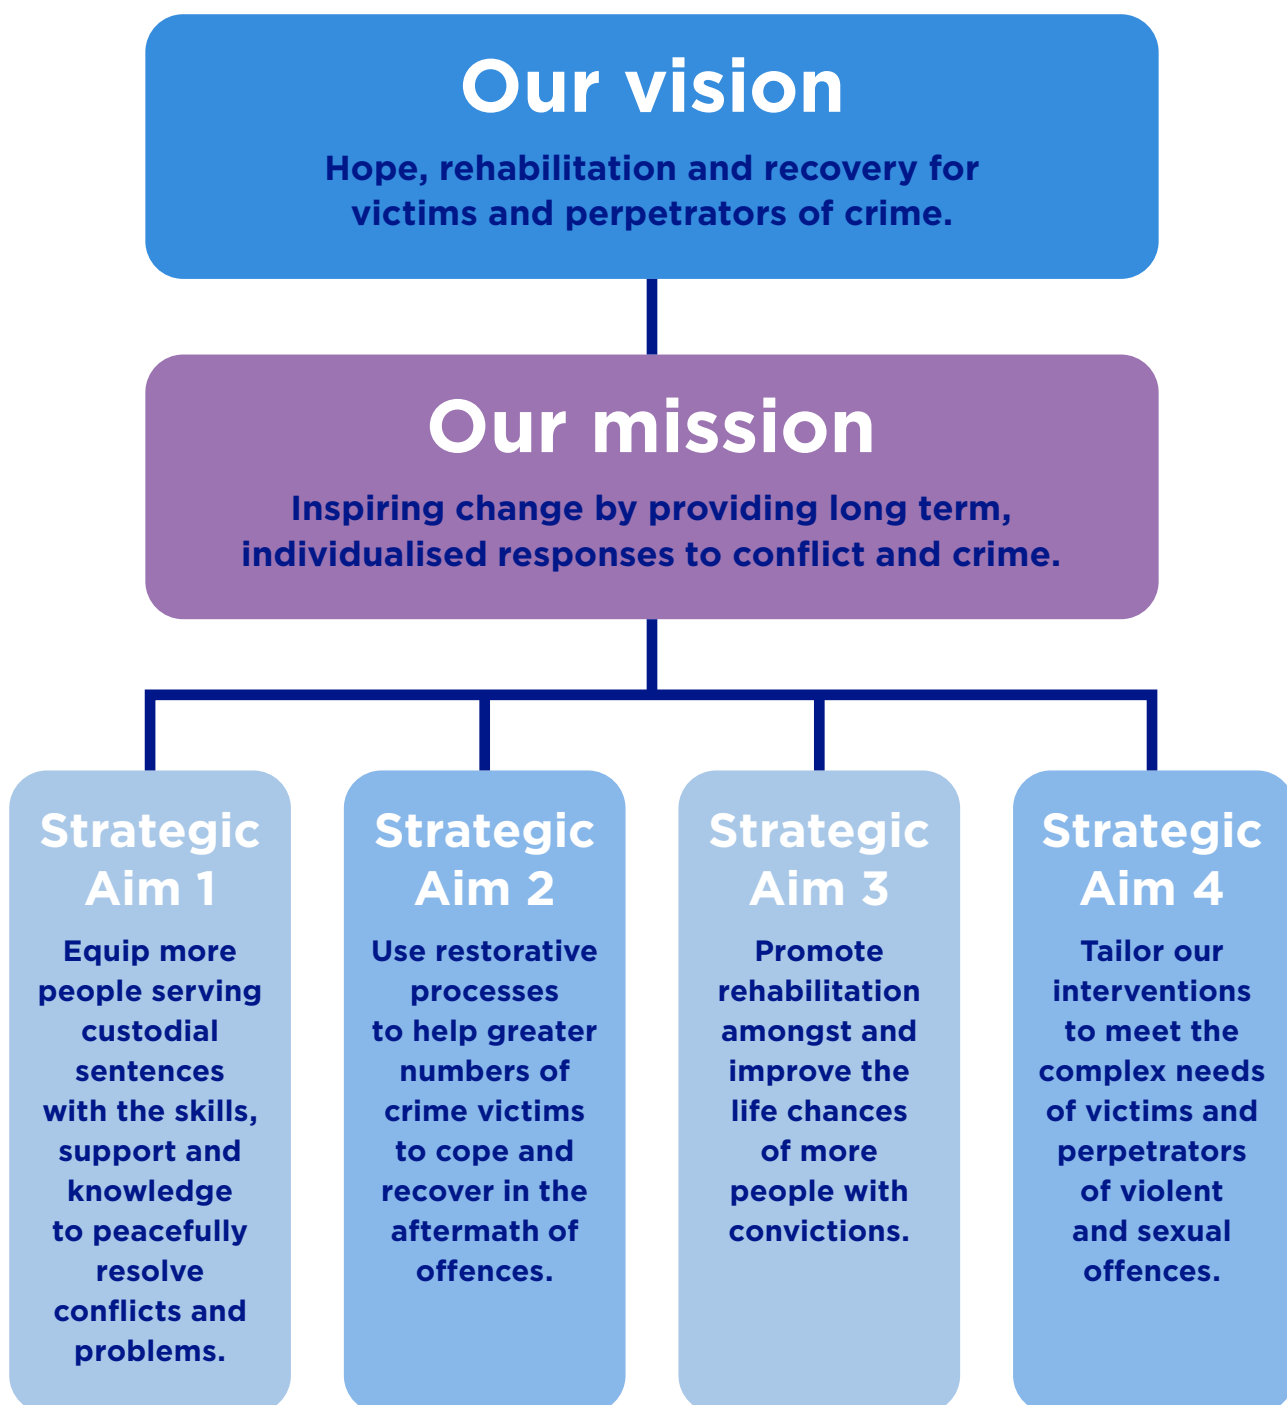 Our vision
Hope, rehabilitation and recovery for
victims and perpetrators of crime.
Our mission
Inspiring change by providing long term,
individualised responses to conflict and crime.
Strategic
Aim 1
Equip more
people serving
custodial
sentences
with the skills,
support and
knowledge
to peacefully
resolve
conflicts and
problems.
Strategic
Aim 2
Use restorative
processes
to help greater
numbers of
crime victims
to cope and
recover in the
aftermath of
offences.
Strategic
Aim 3
Promote
rehabilitation
amongst and
improve the
life chances
of more
people with
convictions.
Strategic
Aim 4
Tailor our
interventions
to meet the
complex needs
of victims and
perpetrators
of violent
and sexual
offences.